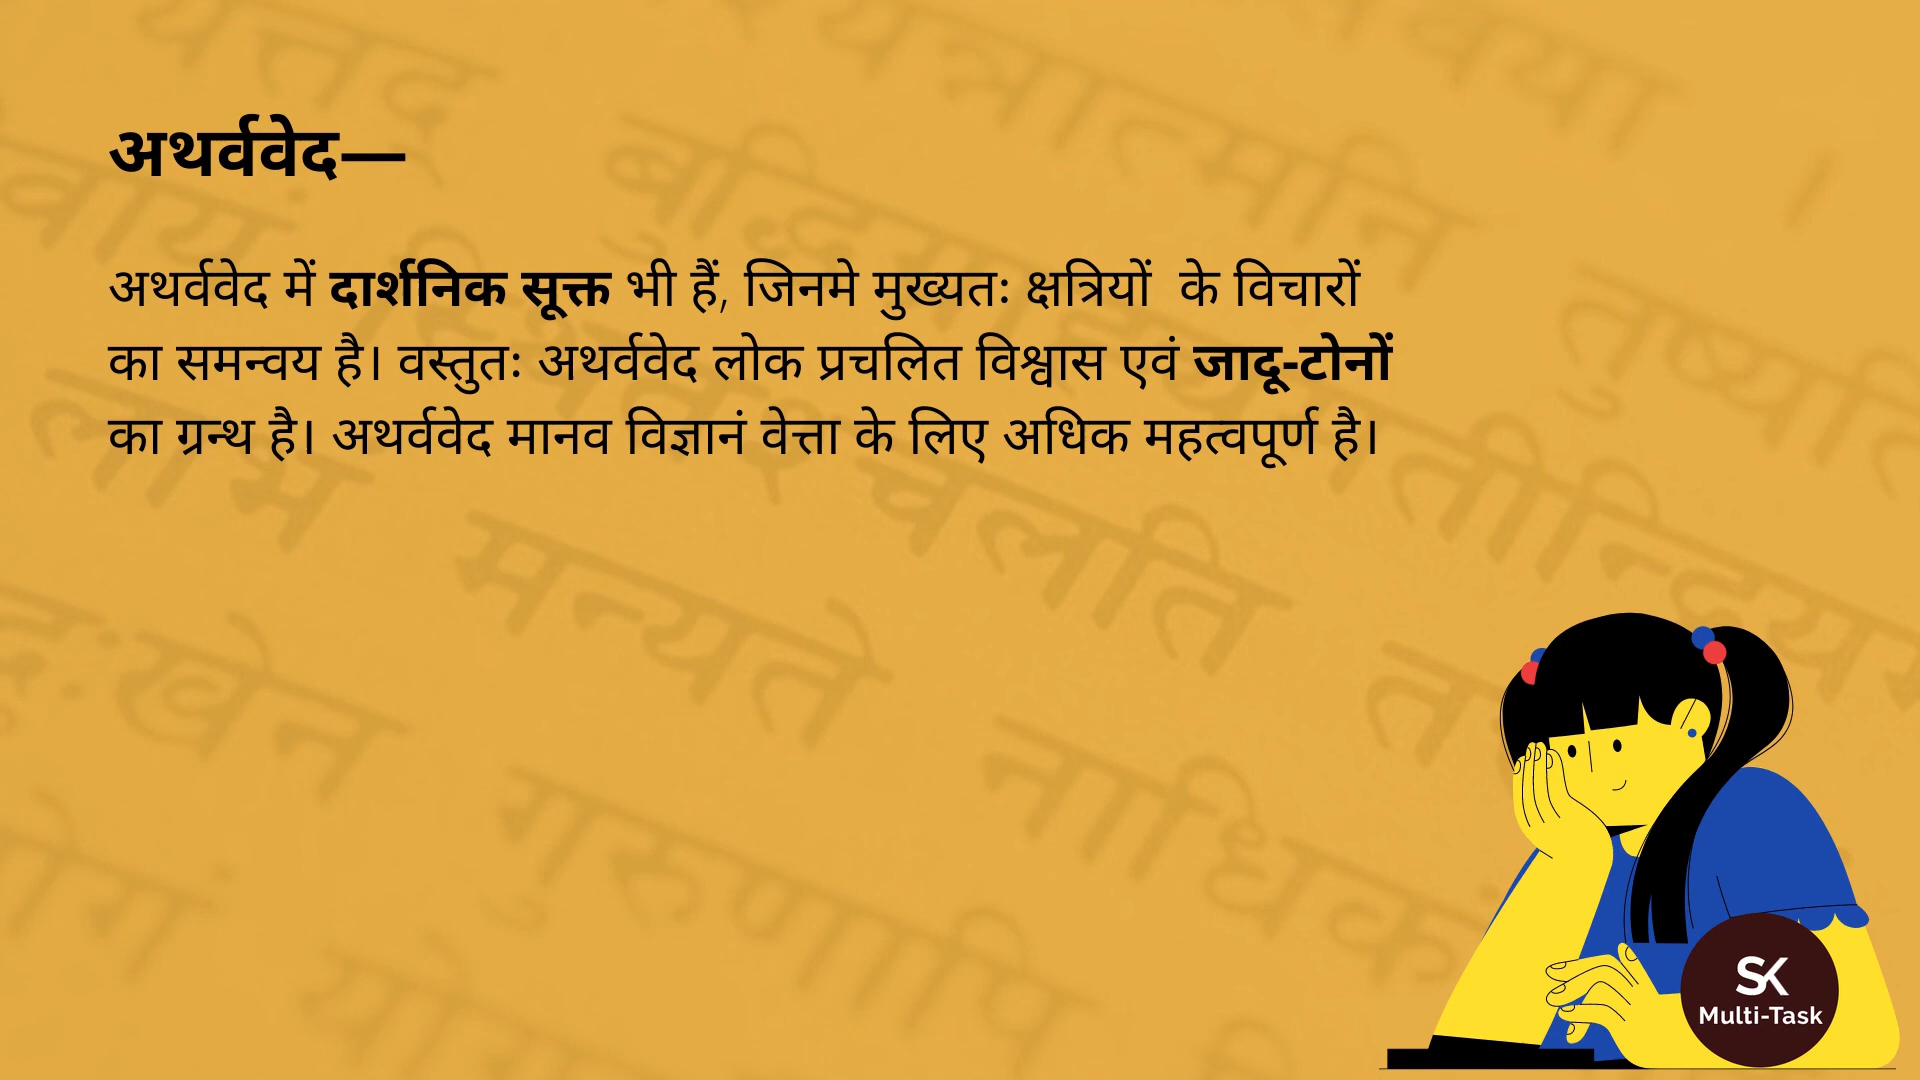 अथर्ववेद—
अथर्ववेद में दार्शनिक सूक्त भी हैं, जिनमे मुख्यतः क्षत्रियों के विचारों
का समन्वय है। वस्तुतः अथर्ववेद लोक प्रचलित विश्वास एवं जादू-टोनों
का ग्रन्थ है। अथर्ववेद मानव विज्ञानं वेत्ता के लिए अधिक महत्वपूर्ण है।
SK
Multi-Task